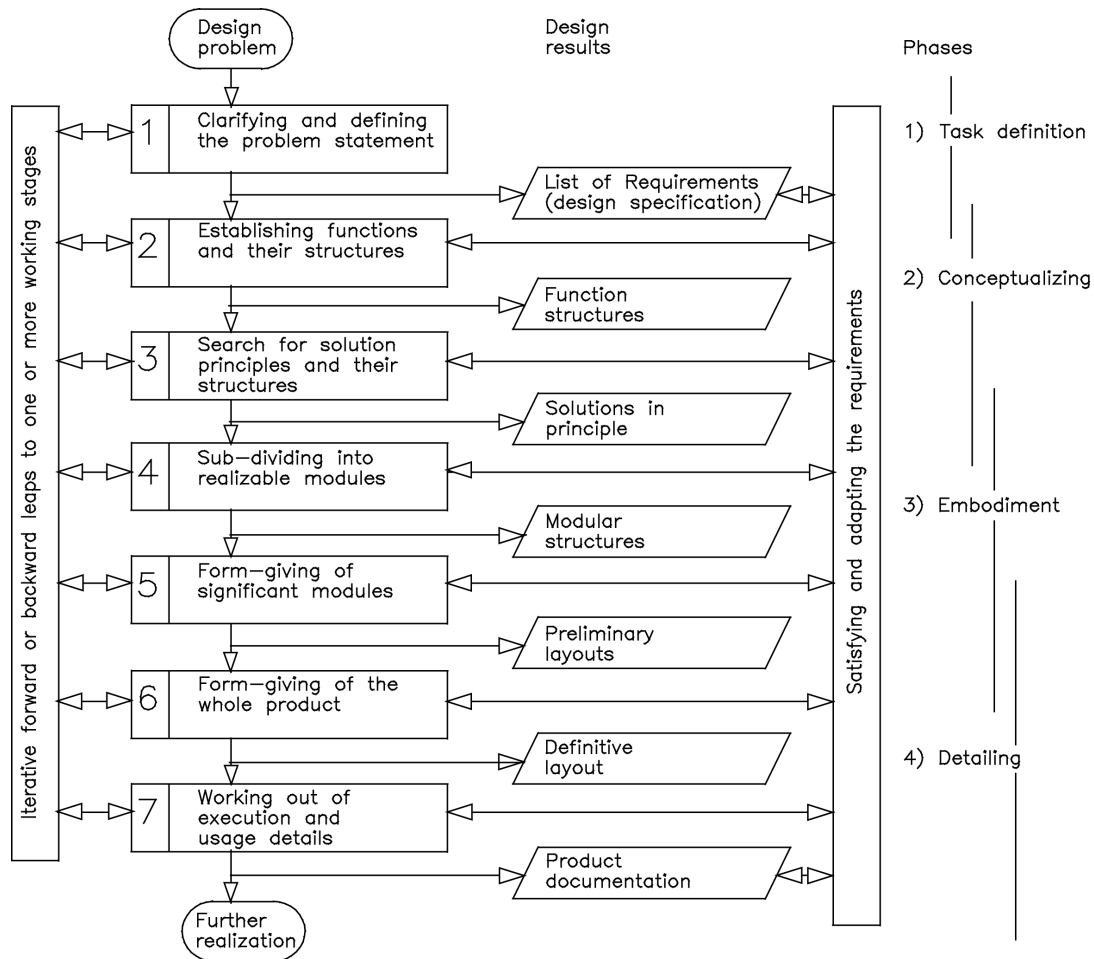 Design
problem
Design
results
Phases
1
Clarifying and defining
the problem statement
1) Task definition
List of Requirements
(design specification)
2
Establishing functions
and their structures
2) Conceptualizing
Function
structures
3
Search for solution
principles and their
structures
Solutions in
principle
4
Sub-dividing into
realizable modules
3) Embodiment
Modular
structures
5
Form-giving of
significant modules
Preliminary
layouts
6
Form-giving of the
whole product
Definitive
layout
4) Detailing
7
Working out of
execution and
usage details
Product
documentation
Further
realization
Iterative forward or backward leaps to one or more working stages
Satisfying and adapting the requirements